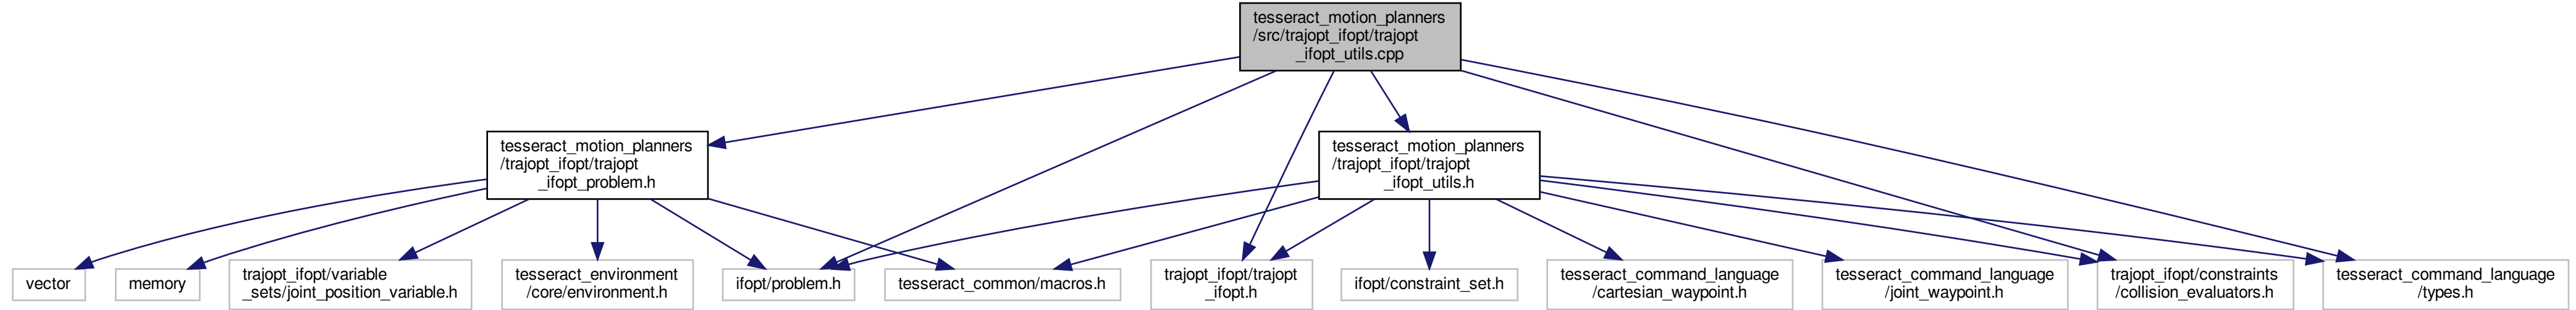 tesseract_motion_planners
/src/trajopt_ifopt/trajopt
_ifopt_utils.cpp
tesseract_motion_planners
/trajopt_ifopt/trajopt
_ifopt_problem.h
tesseract_motion_planners
/trajopt_ifopt/trajopt
_ifopt_utils.h
vector
memory
trajopt_ifopt/variable
_sets/joint_position_variable.h
tesseract_environment
/core/environment.h
ifopt/problem.h
tesseract_common/macros.h
trajopt_ifopt/trajopt
_ifopt.h
ifopt/constraint_set.h
tesseract_command_language
/cartesian_waypoint.h
tesseract_command_language
/joint_waypoint.h
trajopt_ifopt/constraints
/collision_evaluators.h
tesseract_command_language
/types.h